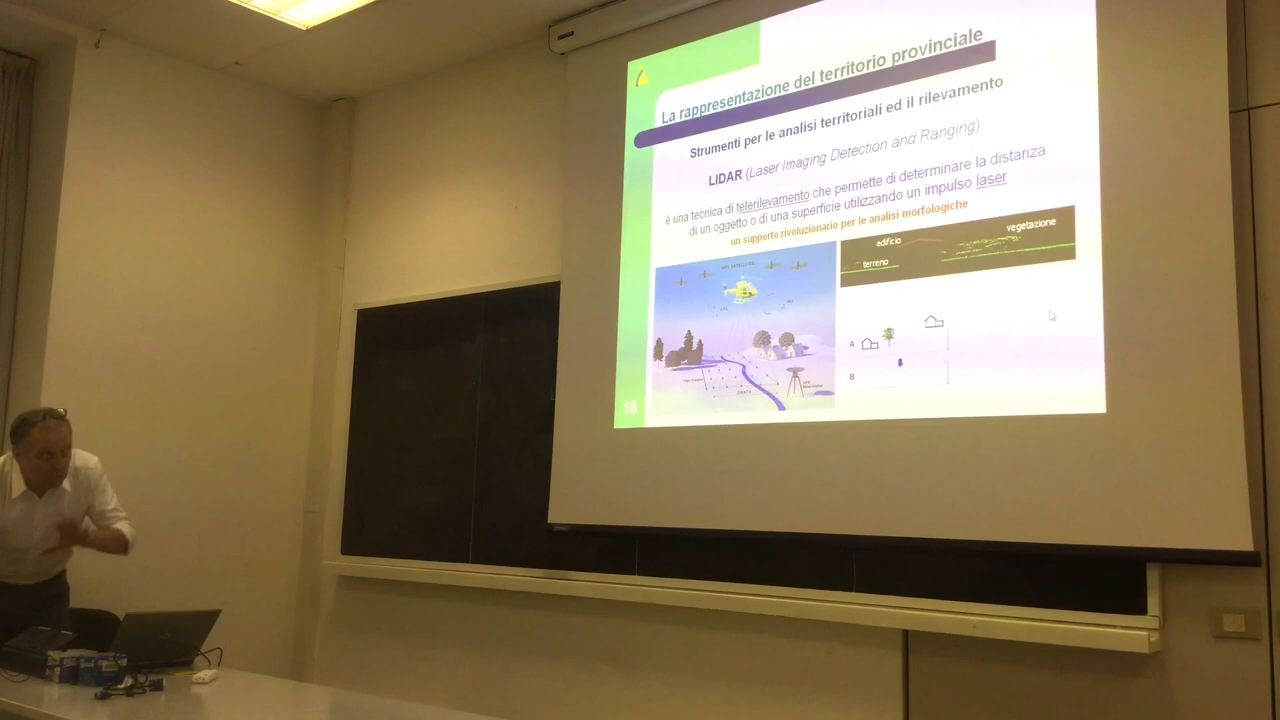 La rappresentazione del territorio provinciale
Strumenti per le analisi territoriali ed il rilevamento
LIDAR (Laser Imaging Detection and Ranging)
è una tecnica di telerilevamento che permette di determinare la distanza
di un oggetto o di una superficie utilizzando un impulso laser
un supporto rivoluzionario per le analisi morfologiche
GPS SATELLITES
edificio
vegetazione
terreno
A
B
16